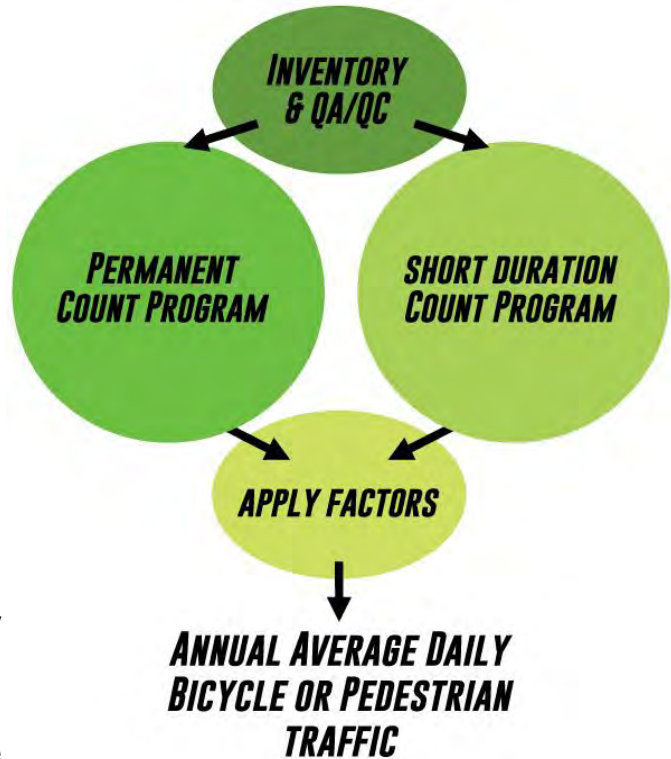 INVENTORY
& QA/QC
PERMANENT
COUNT PROGRAM
SHORT DURATION
COUNT PROGRAM
APPLY FACTORS
ANNUAL AVERAGE DAILY
BICYCLE OR PEDESTRIAN
TRAFFIC